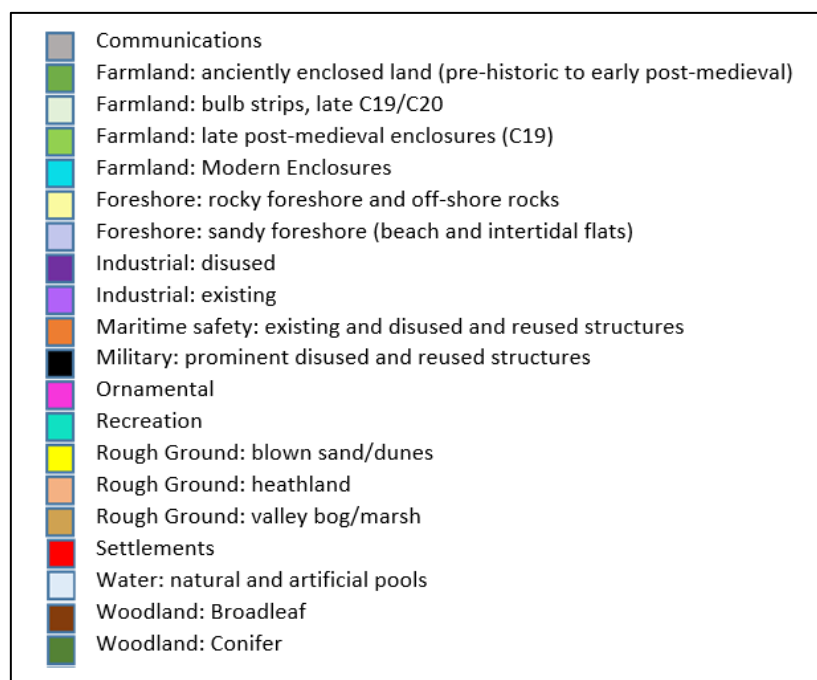 Communications
Farmland: anciently enclosed land (pre-historic to early post-medieval)
Farmland: bulb strips, late C19/C20
Farmland: late post-medieval enclosures (C19)
Farmland: Modern Enclosures
Foreshore: rocky foreshore and off-shore rocks
Foreshore: sandy foreshore (beach and intertidal flats)
Industrial: disused
Industrial: existing
Maritime safety: existing and disused and reused structures
Military: prominent disused and reused structures
Ornamental
Recreation
Rough Ground: blown sand/dunes
Rough Ground: heathland
Rough Ground: valley bog/marsh
Settlements
Water: natural and artificial pools
Woodland: Broadleaf
Woodland: Conifer